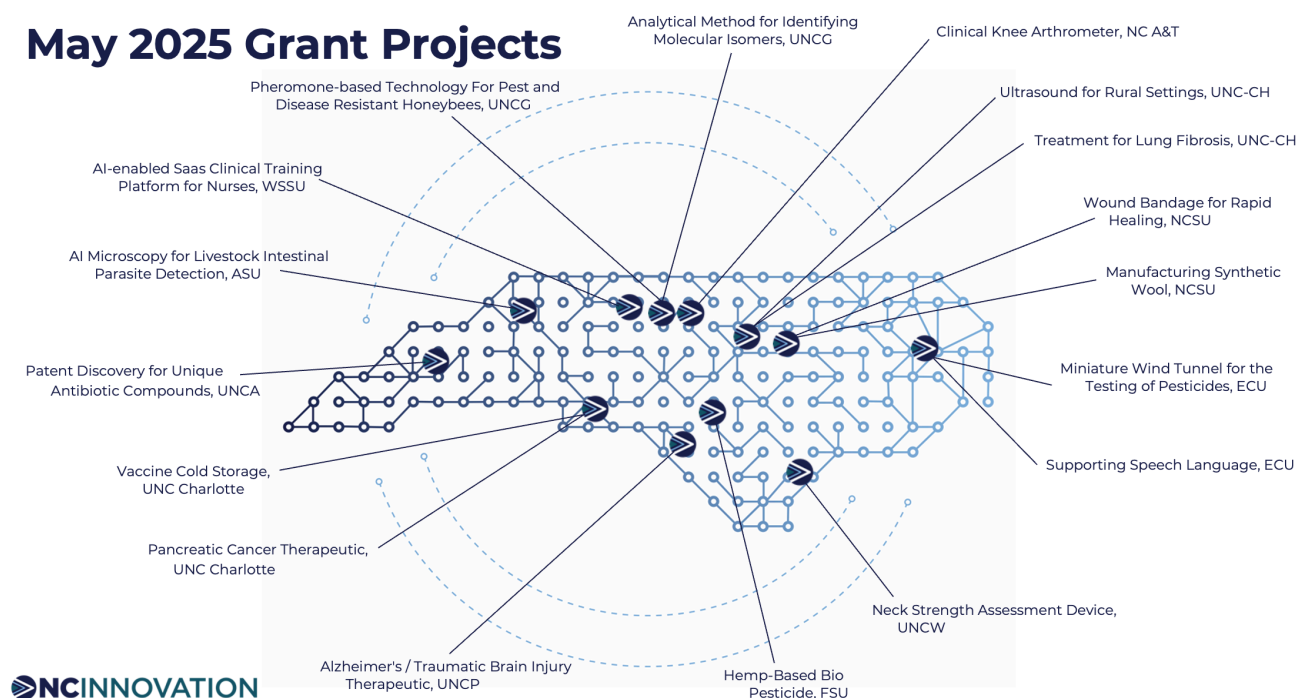 May 2025 Grant Projects
Analytical Method for Identifying
Molecular Isomers, UNCG
Clinical Knee Arthrometer, NC A&T
Pheromone-based Technology For Pest and
Disease Resistant Honeybees, UNCG
Ultrasound for Rural Settings, UNC-CH
Treatment for Lung Fibrosis, UNC-CH
AI-enabled Saas Clinical Training
Platform for Nurses, WSSU
Wound Bandage for Rapid
Healing, NCSU
AI Microscopy for Livestock Intestinal
Parasite Detection, ASU
Manufacturing Synthetic
Wool, NCSU
Patent Discovery for Unique
Antibiotic Compounds, UNCA
Miniature Wind Tunnel for the
Testing of Pesticides, ECU
Vaccine Cold Storage,
UNC Charlotte
Supporting Speech Language, ECU
Pancreatic Cancer Therapeutic,
UNC Charlotte
Neck Strength Assessment Device,
UNCW
Alzheimer's / Traumatic Brain Injury
Therapeutic, UNCP
Hemp-Based Bio
Pesticide, FSU
NCINNOVATION